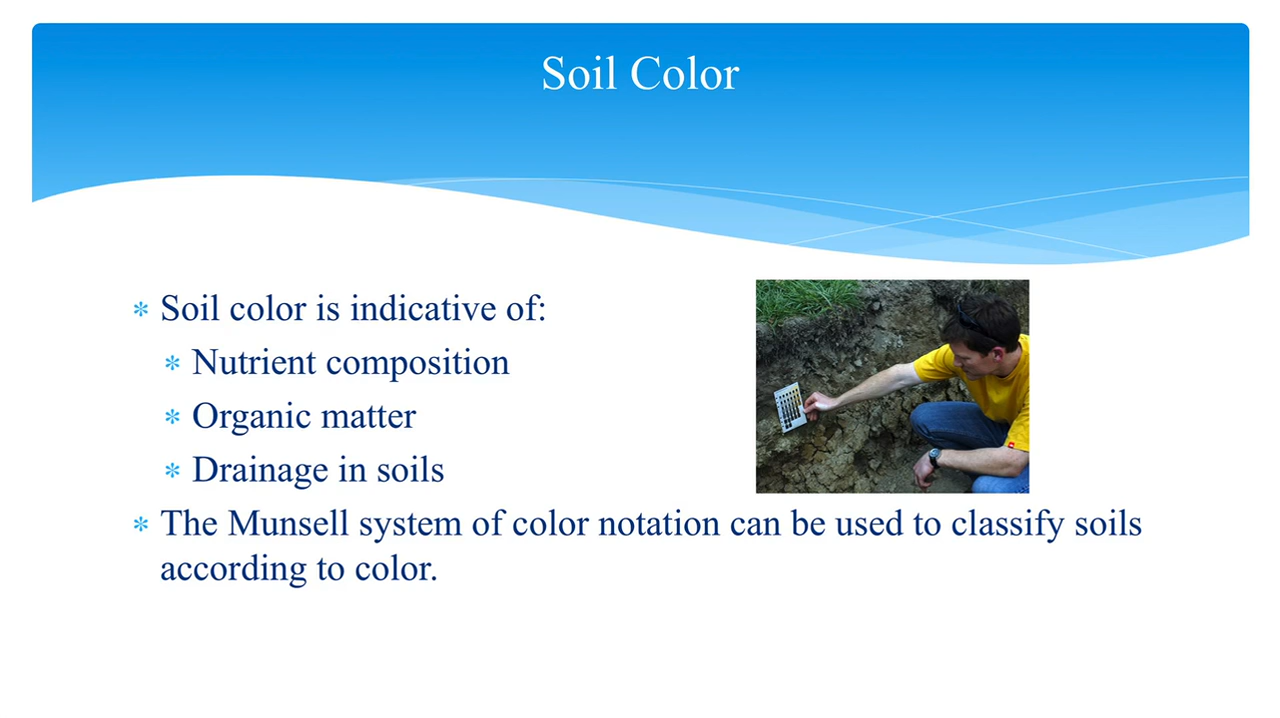 Soil Color
* Soil color is indicative of:
* Nutrient composition
* Organic matter
* Drainage in soils
* The Munsell system of color notation can be used to classify soils
according to color.